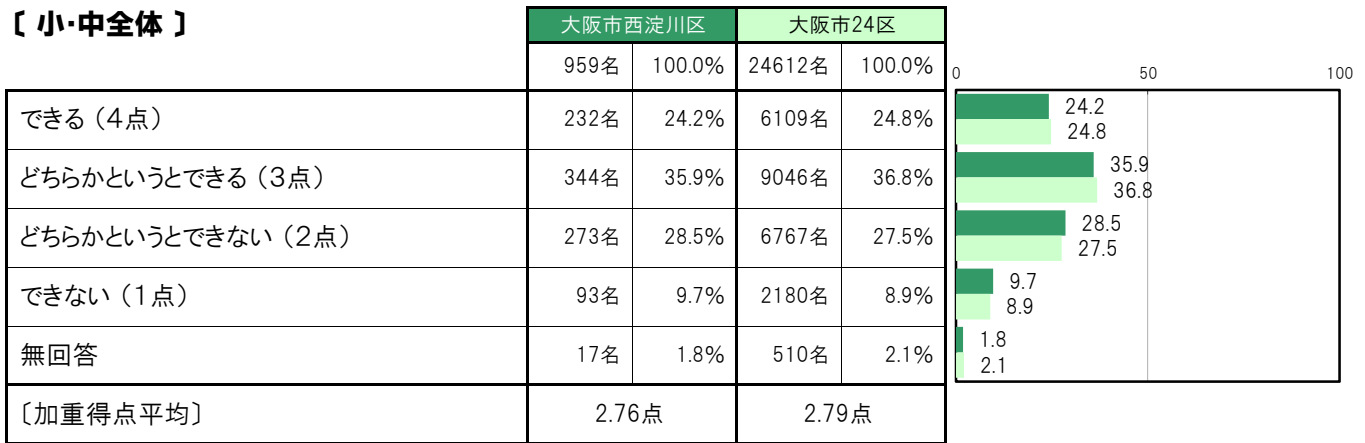 〔 小・中全体 〕
大阪市西淀川区 大阪市24区
959名 100.0% 24612名 100.0%
0 50 100
できる（4点） 232名 24.2% 6109名 24.8%
24.2
24.8
どちらかというとできる（3点） 344名 35.9% 9046名 36.8%
35.9
36.8
どちらかというとできない（2点） 273名 28.5% 6767名 27.5%
28.5
27.5
できない（1点） 93名 9.7% 2180名 8.9%
9.7
8.9
無回答 17名 1.8% 510名 2.1%
1.8
2.1
〔加重得点平均〕 2.76点 2.79点